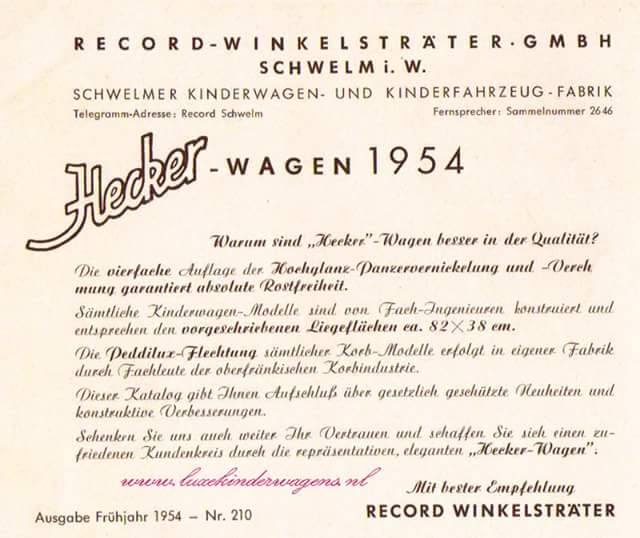 RECORD-WINKELSTRÄTER·GMBH
SCHWELM i. W.
SCHWELMER KINDERWAGEN- UND KINDERFAHRZEUG-FABRIK
Telegramm-Adresse: Record Schwelm Fernsprecher: Sammelnummer 2646
Hecker -WAGEN 1954
Warum sind „Hecker"-Wagen besser in der Qualität?
Die vierfache Auflage der Hochglanz-Panzervernickelung und -Verch
mung garantiert absolute Rostfreiheit.
Sämtliche Kinderwagen-Modelle sind von Fach-Ingenieuren konstruiert und
entsprechen den vorgeschriebenen Liegeflächen ca. 82×38 cm.
Die Peddilux-Flechtung sämtlicher Korb-Modelle erfolgt in eigener Fabrik
durch Fachleute der oberfränkischen Korbindustrie.
Dieser Katalog gibt Ihnen Aufschluß über gesetzlich geschützte Neuheiten und
konstruktive Verbesserungen.
Schenken Sie uns auch weiter Ihr Vertrauen und schaffen Sie sich einen zu-
friedenen Kundenkreis durch die repräsentativen, eleganten „Hecker-Wagen".
www.luxekinderwagens.nl
Mit bester Empfehlung
Ausgabe Frühjahr 1954 – Nr. 210 RECORD WINKELSTRÄTER